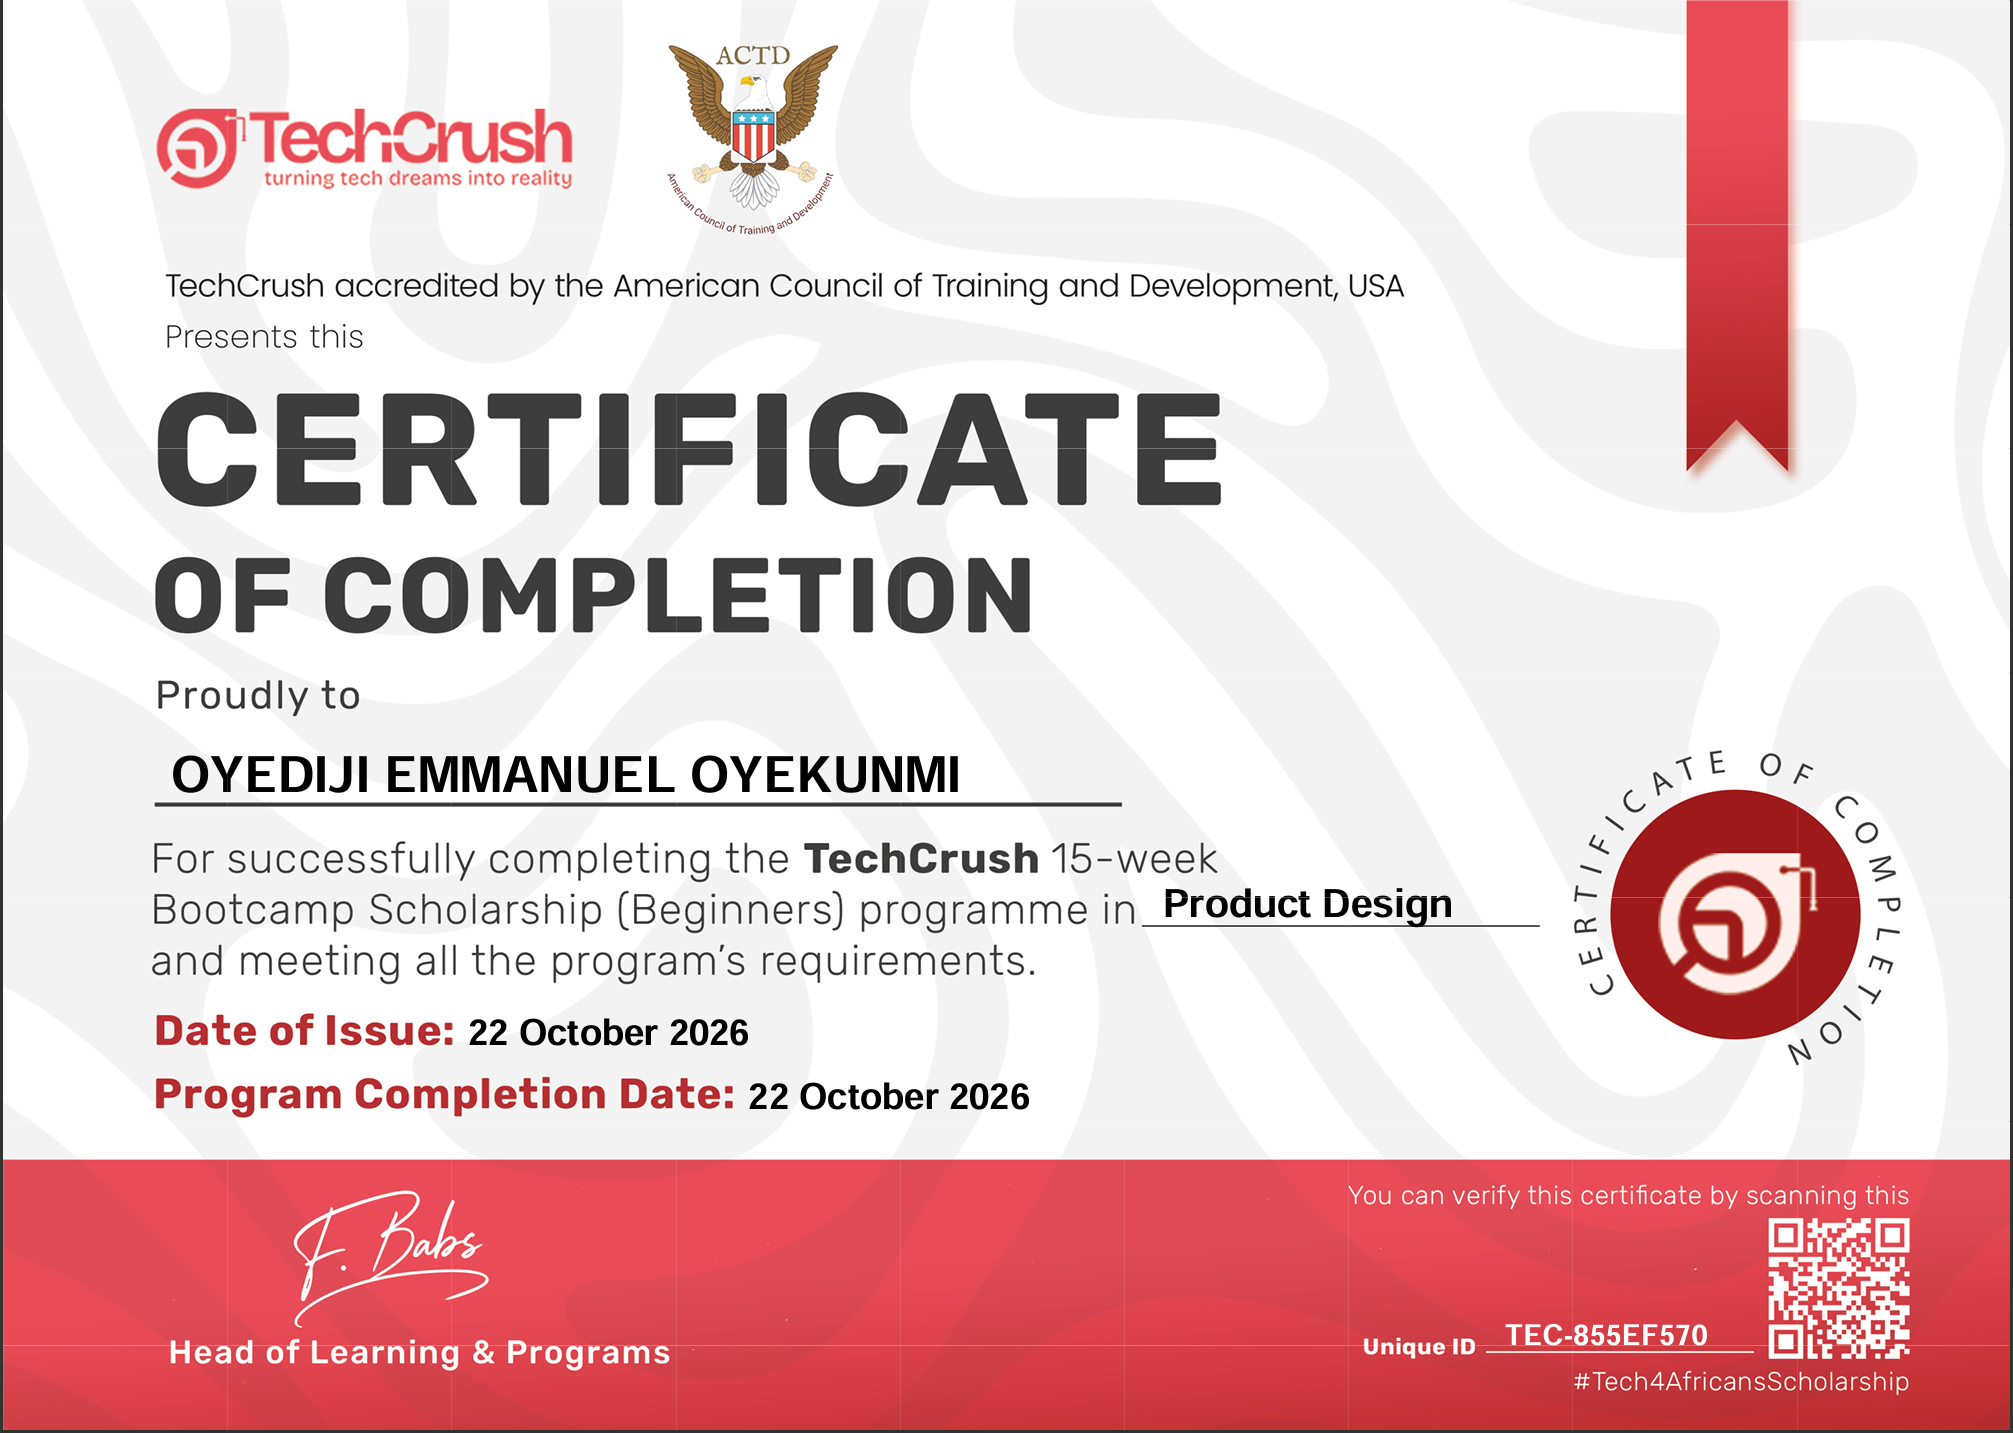 ACTD
TechCrush
turning tech dreams into reality
American Council of Training and Development
TechCrush accredited by the American Council of Training and Development, USA
Presents this
CERTIFICATE
OF COMPLETION
Proudly to
OYEDIJI EMMANUEL OYEKUNMI
For successfully completing the TechCrush 15-week
Bootcamp Scholarship (Beginners) programme in Product Design
and meeting all the program’s requirements.
CERTIFICATE OF COMPLETION
Date of Issue: 22 October 2026
Program Completion Date: 22 October 2026
F. Babs
Head of Learning & Programs
You can verify this certificate by scanning this
Unique ID TEC-855EF570
#Tech4AfricansScholarship